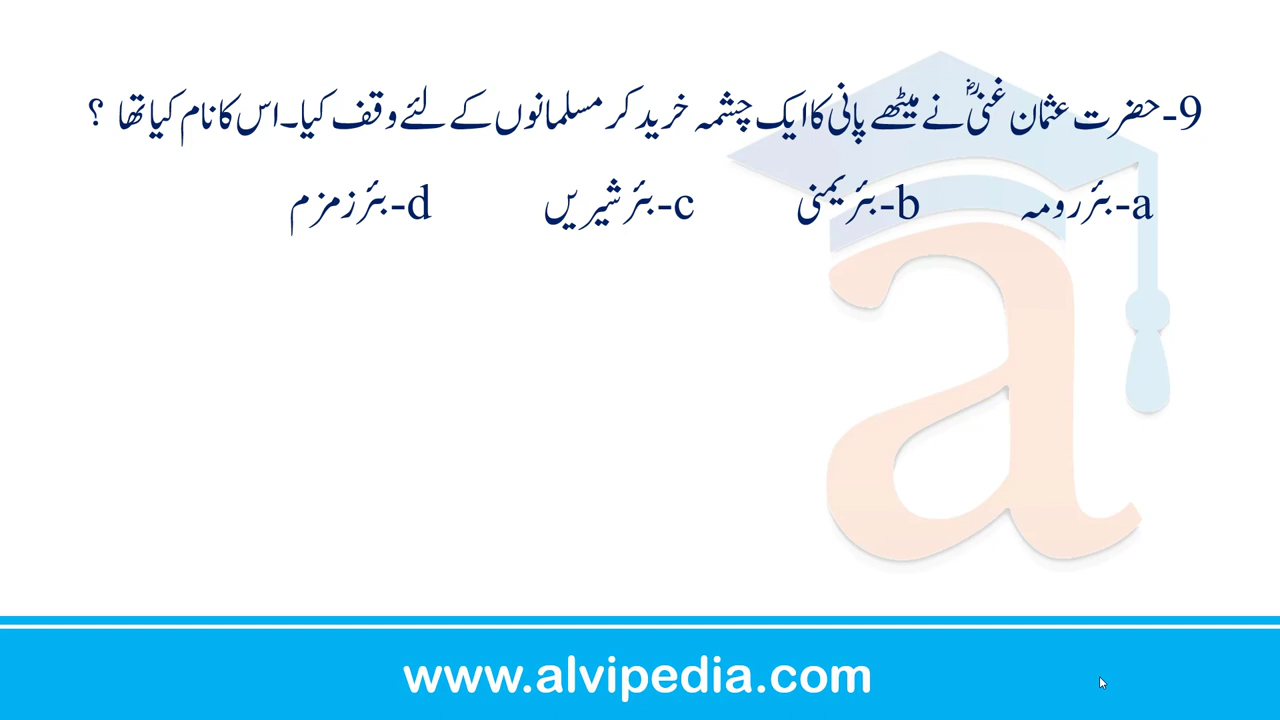 9-حضرت عثمان غنیؓ نے میٹھے پانی کا ایک چشمہ خرید کر مسلمانوں کے لئے وقف کیا۔اس کا نام کیا تھا ؟
a-بئر رومہ b-بئر یمنی c-بئر شیریں d-بئر زمزم
a
www.alvipedia.com